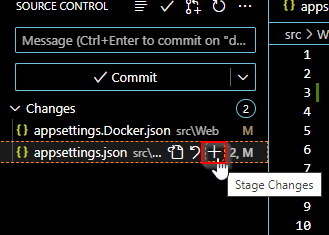 SOURCE CONTROL
apps
Message (Ctrl+Enter to commit on "d...
src > W
Commit
Changes 2
{ } appsettings.Docker.json src\Web M
{ } appsettings.json src\... 2, M
Stage Changes
1
2
3
4
5
6
7
8
9
10